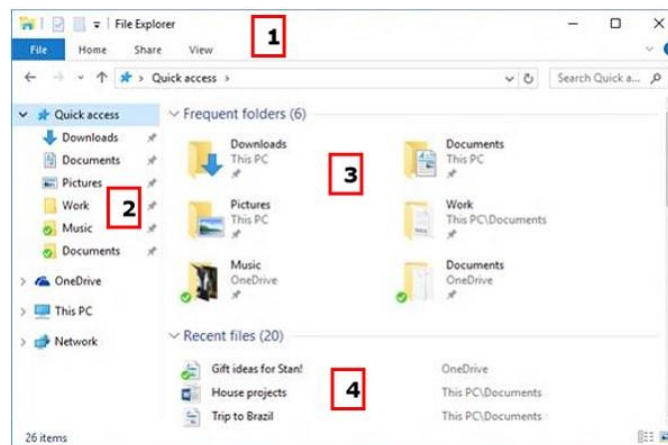 File Explorer
1
File Home Share View
Quick access
Search Quick a...
Quick access
Downloads
Documents
Pictures
Work
2
Music
Documents
OneDrive
This PC
Network
Frequent folders (6)
Downloads
This PC
Documents
This PC
3
Pictures
This PC
Work
This PC\Documents
Music
OneDrive
Documents
OneDrive
Recent files (20)
Gift ideas for Stan! OneDrive
House projects 4 This PC\Documents
Trip to Brazil This PC\Documents
26 items